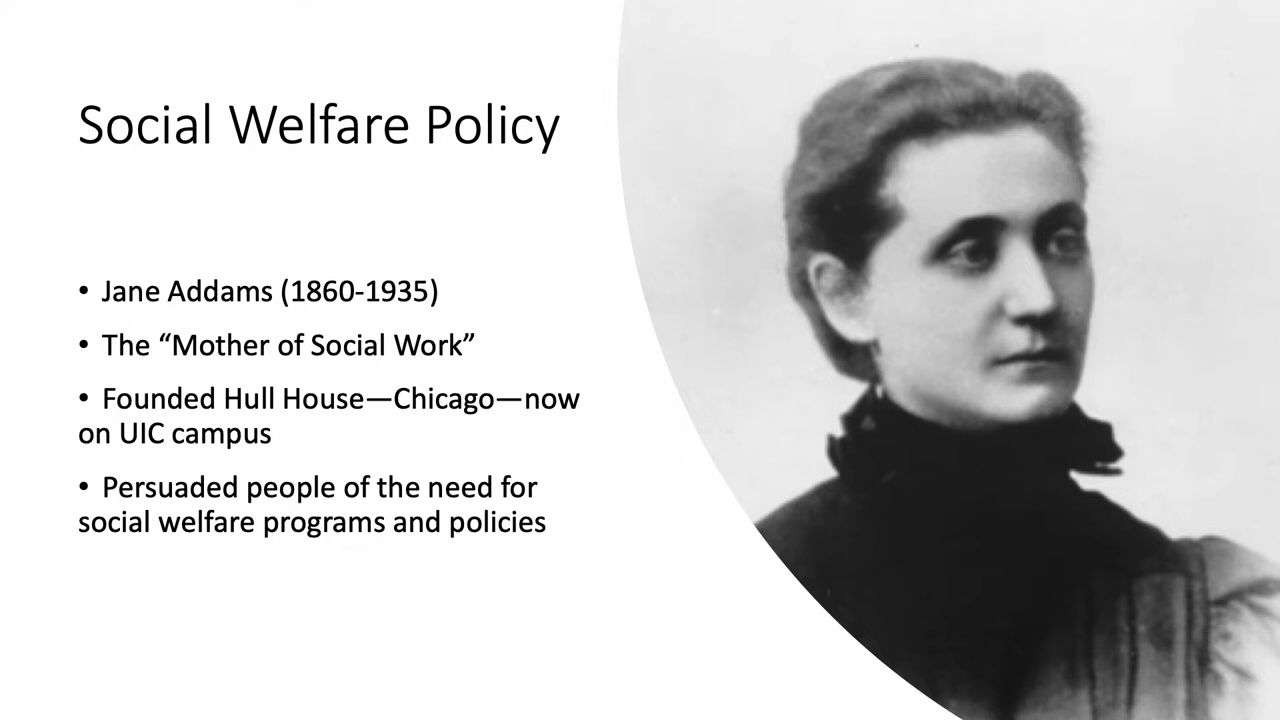 Social Welfare Policy
• Jane Addams (1860-1935)
• The “Mother of Social Work”
• Founded Hull House—Chicago—now
on UIC campus
• Persuaded people of the need for
social welfare programs and policies